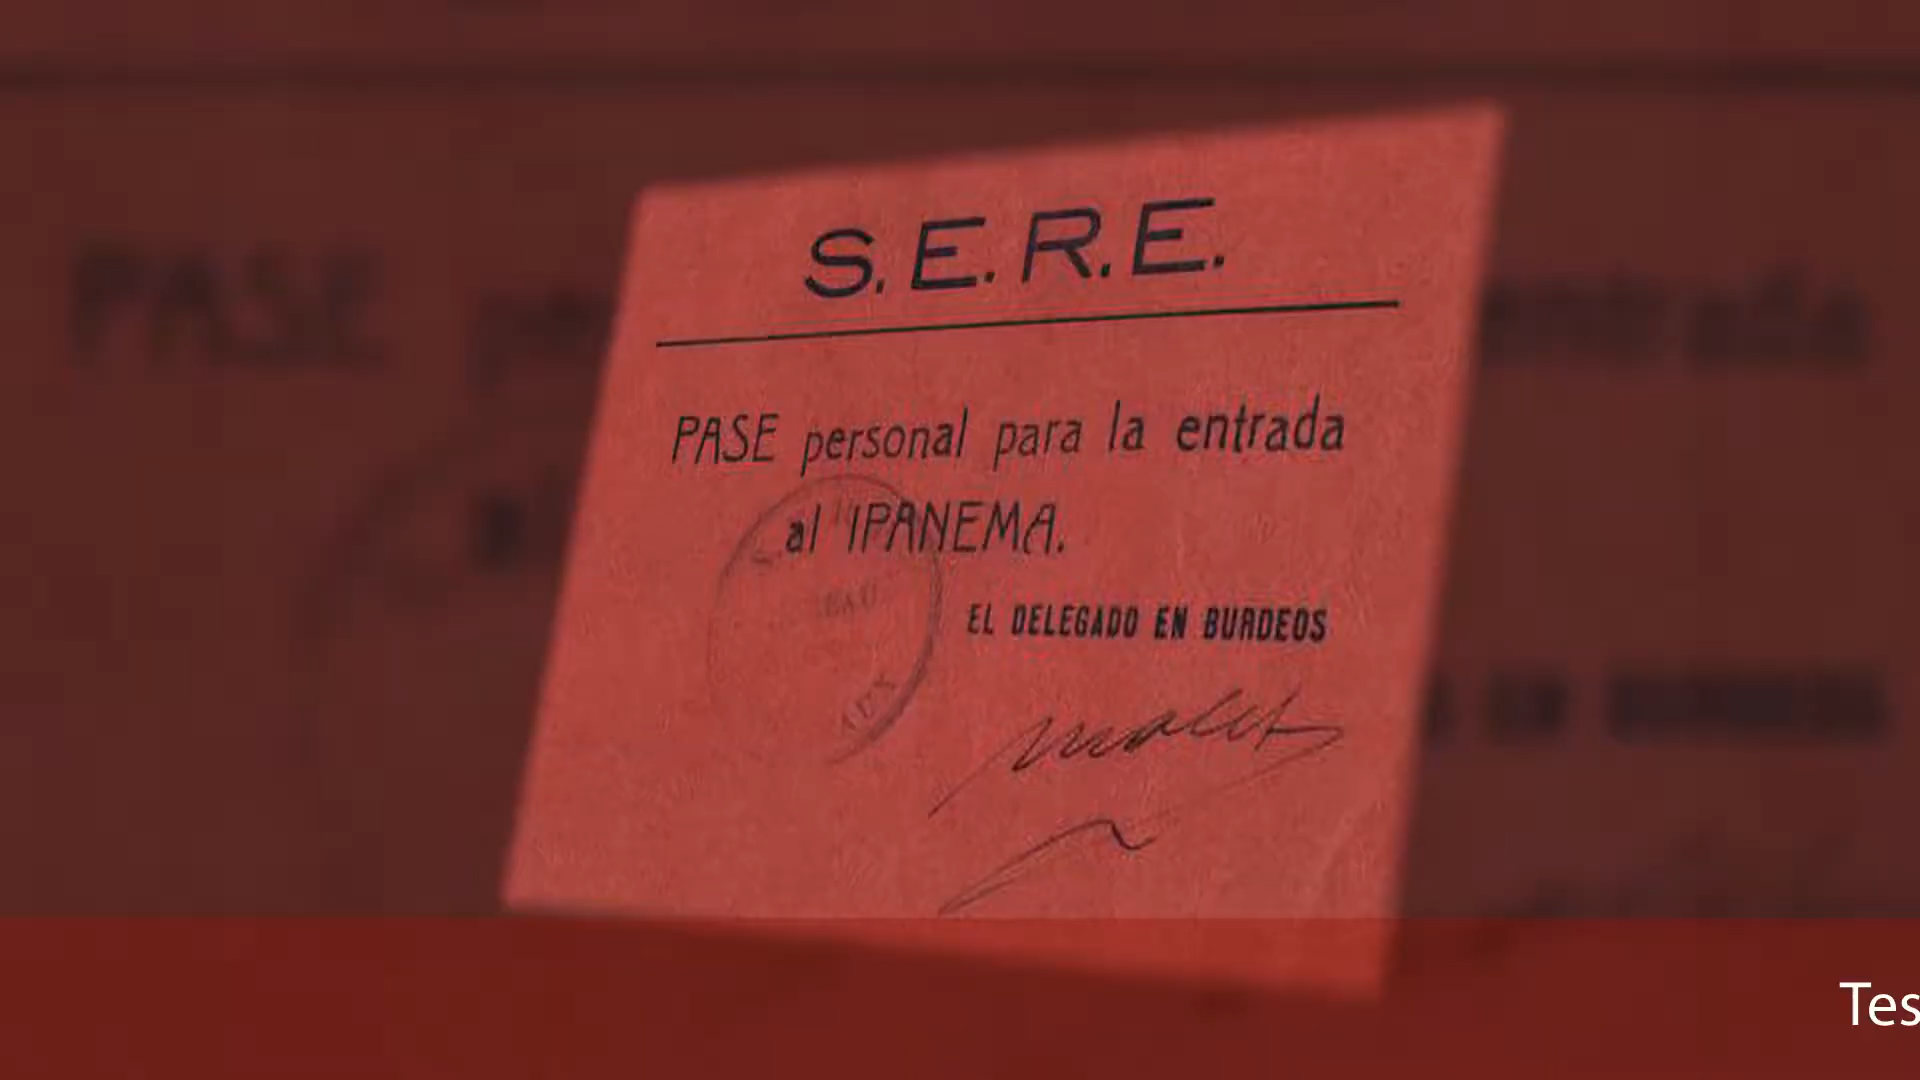 S.E.R.E.
PASE personal para la entrada
al IPANEMA.
EL DELEGADO EN BURDEOS
Tes